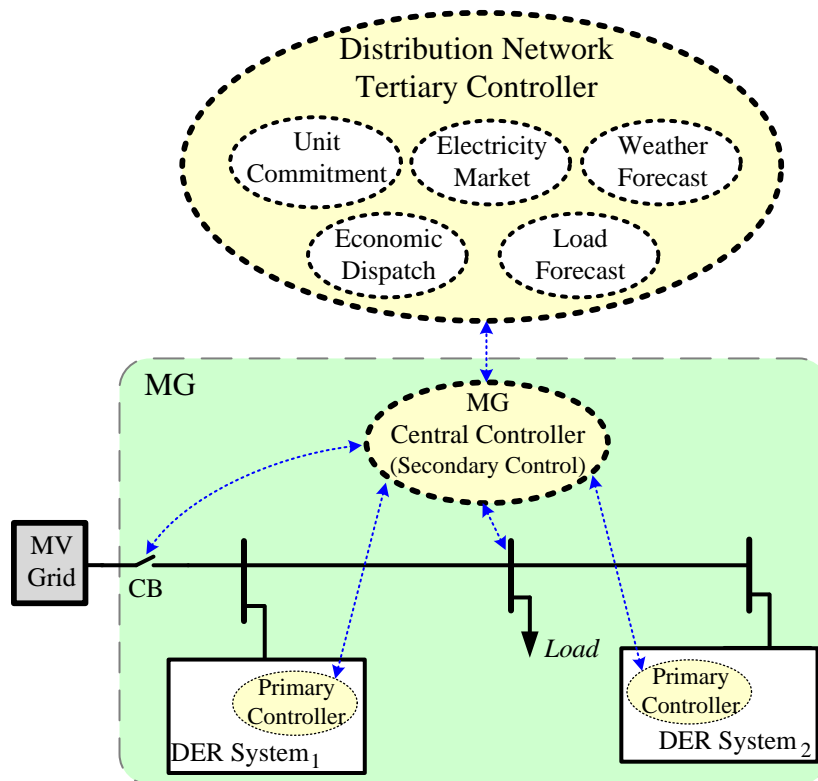 Distribution Network
Tertiary Controller
Unit
Commitment
Electricity
Market
Weather
Forecast
Economic
Dispatch
Load
Forecast
MG
MG
Central Controller
(Secondary Control)
MV
Grid
CB
Load
Primary
Controller
DER System1
Primary
Controller
DER System2